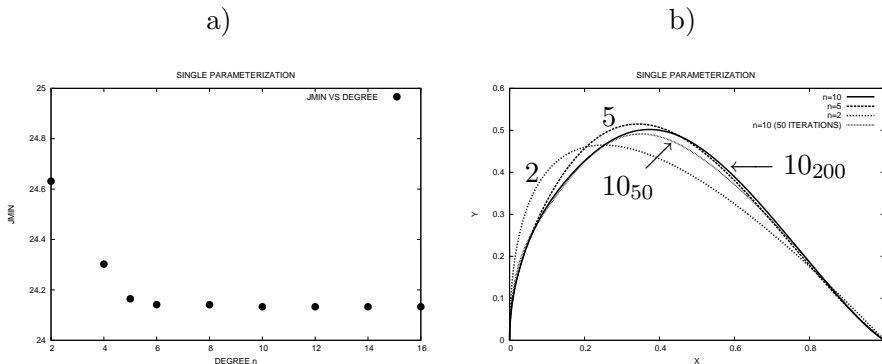 a)
SINGLE PARAMETERIZATION
JMIN VS DEGREE
25
24.8
24.6
24.4
24.2
24
JMIN
2
4
6
8
10
12
14
16
DEGREE n
b)
SINGLE PARAMETERIZATION
n=10
n=5
n=2
n=10 (50 ITERATIONS)
0.6
0.5
0.4
0.3
0.2
0.1
0
Y
5
2
10₅₀
10₂₀₀
0
0.2
0.4
0.6
0.8
X